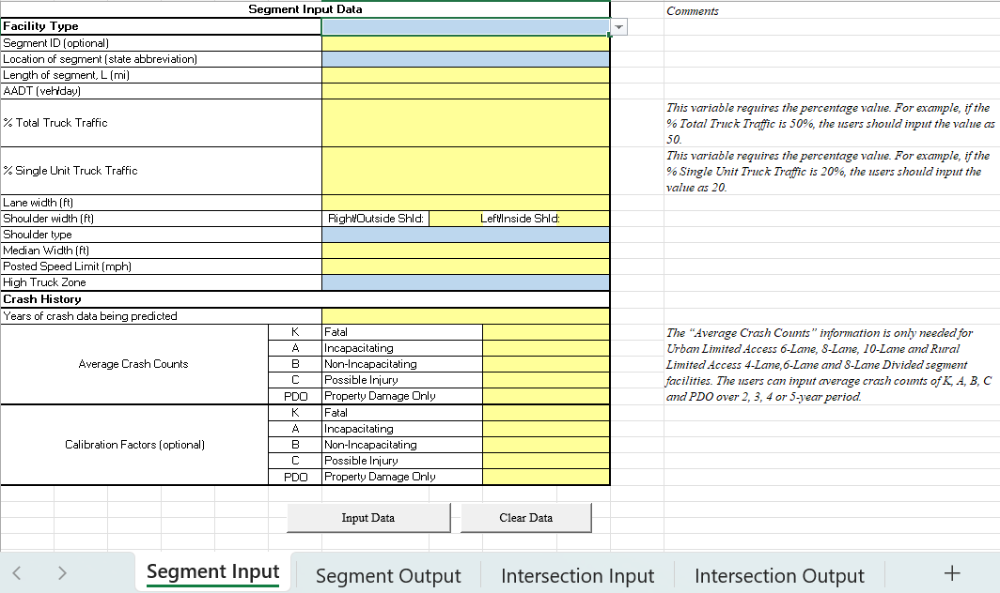 Segment Input Data
Comments
Facility Type
Segment ID (optional)
Location of segment (state abbreviation)
Length of segment, L (mi)
AADT (veh/day)
% Total Truck Traffic
This variable requires the percentage value. For example, if the
% Total Truck Traffic is 50%, the users should input the value as
50.
% Single Unit Truck Traffic
This variable requires the percentage value. For example, if the
% Single Unit Truck Traffic is 20%, the users should input the
value as 20.
Lane width (ft)
Shoulder width (ft) Right/Outside Shld: Left/Inside Shld:
Shoulder type
Median Width (ft)
Posted Speed Limit (mph)
High Truck Zone
Crash History
Years of crash data being predicted
Average Crash Counts
K Fatal
A Incapacitating
B Non-Incapacitating
C Possible Injury
PDO Property Damage Only
The “Average Crash Counts” information is only needed for
Urban Limited Access 6-Lane, 8-Lane, 10-Lane and Rural
Limited Access 4-Lane,6-Lane and 8-Lane Divided segment
facilities. The users can input average crash counts of K, A, B, C
and PDO over 2, 3, 4 or 5-year period.
Calibration Factors (optional)
K Fatal
A Incapacitating
B Non-Incapacitating
C Possible Injury
PDO Property Damage Only
Input Data Clear Data
Segment Input Segment Output Intersection Input Intersection Output